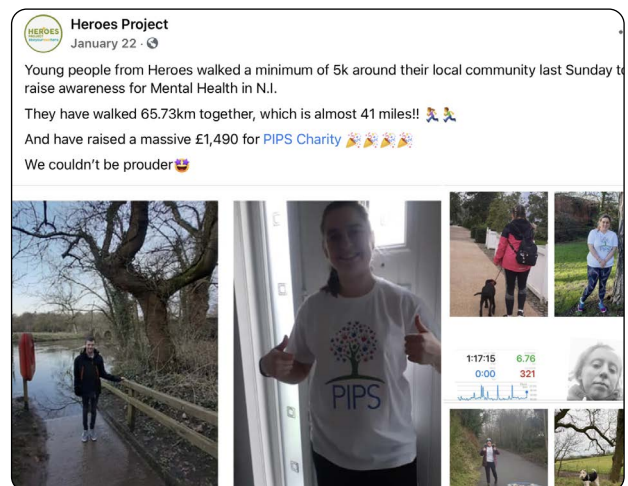 HEROES
PROJECT
Heroes Project
January 22 ·
Young people from Heroes walked a minimum of 5k around their local community last Sunday
raise awareness for Mental Health in N.I.
They have walked 65.73km together, which is almost 41 miles!!
And have raised a massive £1,490 for PIPS Charity
We couldn’t be prouder
PIPS
1:17:15 6.76
0:00 321